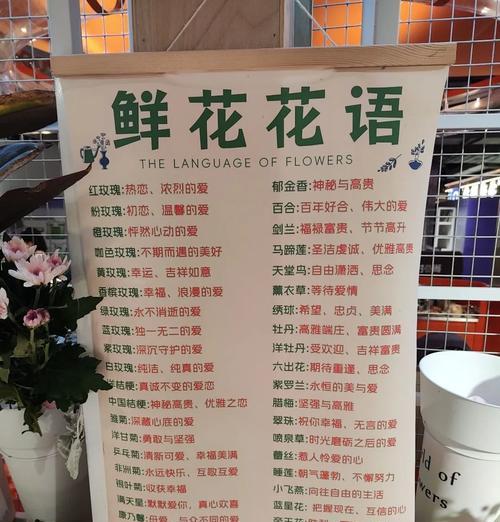 鲜花花语
THE LANGUAGE OF FLOWERS
红玫瑰:热恋、浓烈的爱
粉玫瑰:初恋、温馨的爱
橙玫瑰:怦然心动的爱
咖色玫瑰:不期而遇的美好
黄玫瑰:幸运、吉祥如意
香槟玫瑰:幸福、浪漫的爱
绿玫瑰:永不消逝的爱
蓝玫瑰:独一无二的爱
紫玫瑰:深沉守护的爱
白玫瑰:纯洁、纯真的爱
桔梗:真诚不变的恋爱
中国桔梗:神秘高贵、优雅之恋
雏菊:深藏心底的爱
洋甘菊:勇敢与坚强
乒乓菊:清新可爱、幸福美满
非洲菊:永远快乐、互敬互爱
银叶菊:收获幸福
满天星:默默爱你、真心欢喜
康乃馨:母爱、与众不同的爱
郁金香:神秘与高贵
百合:百年好合、伟大的爱
剑兰:福禄富贵、节节高升
马蹄莲:圣洁虔诚、优雅高贵
天堂鸟:自由潇洒、思念
薰衣草:等待爱情
绣球:希望、忠贞、美满
牡丹:高雅端庄、富贵圆满
洋牡丹:受欢迎、吉祥富贵
六出花:期待重逢、思念
紫罗兰:永恒的美与爱
腊梅:坚强与高雅
翠珠:祝你幸福、无言的爱
喷泉草:时光磨砺之后的爱
蕾丝:惹人怜爱的心
睡莲:朝气蓬勃、不懈努力
小飞燕:向往自由的生活
蓝星花:把握现在、互信的心
ld of
FLOWERS